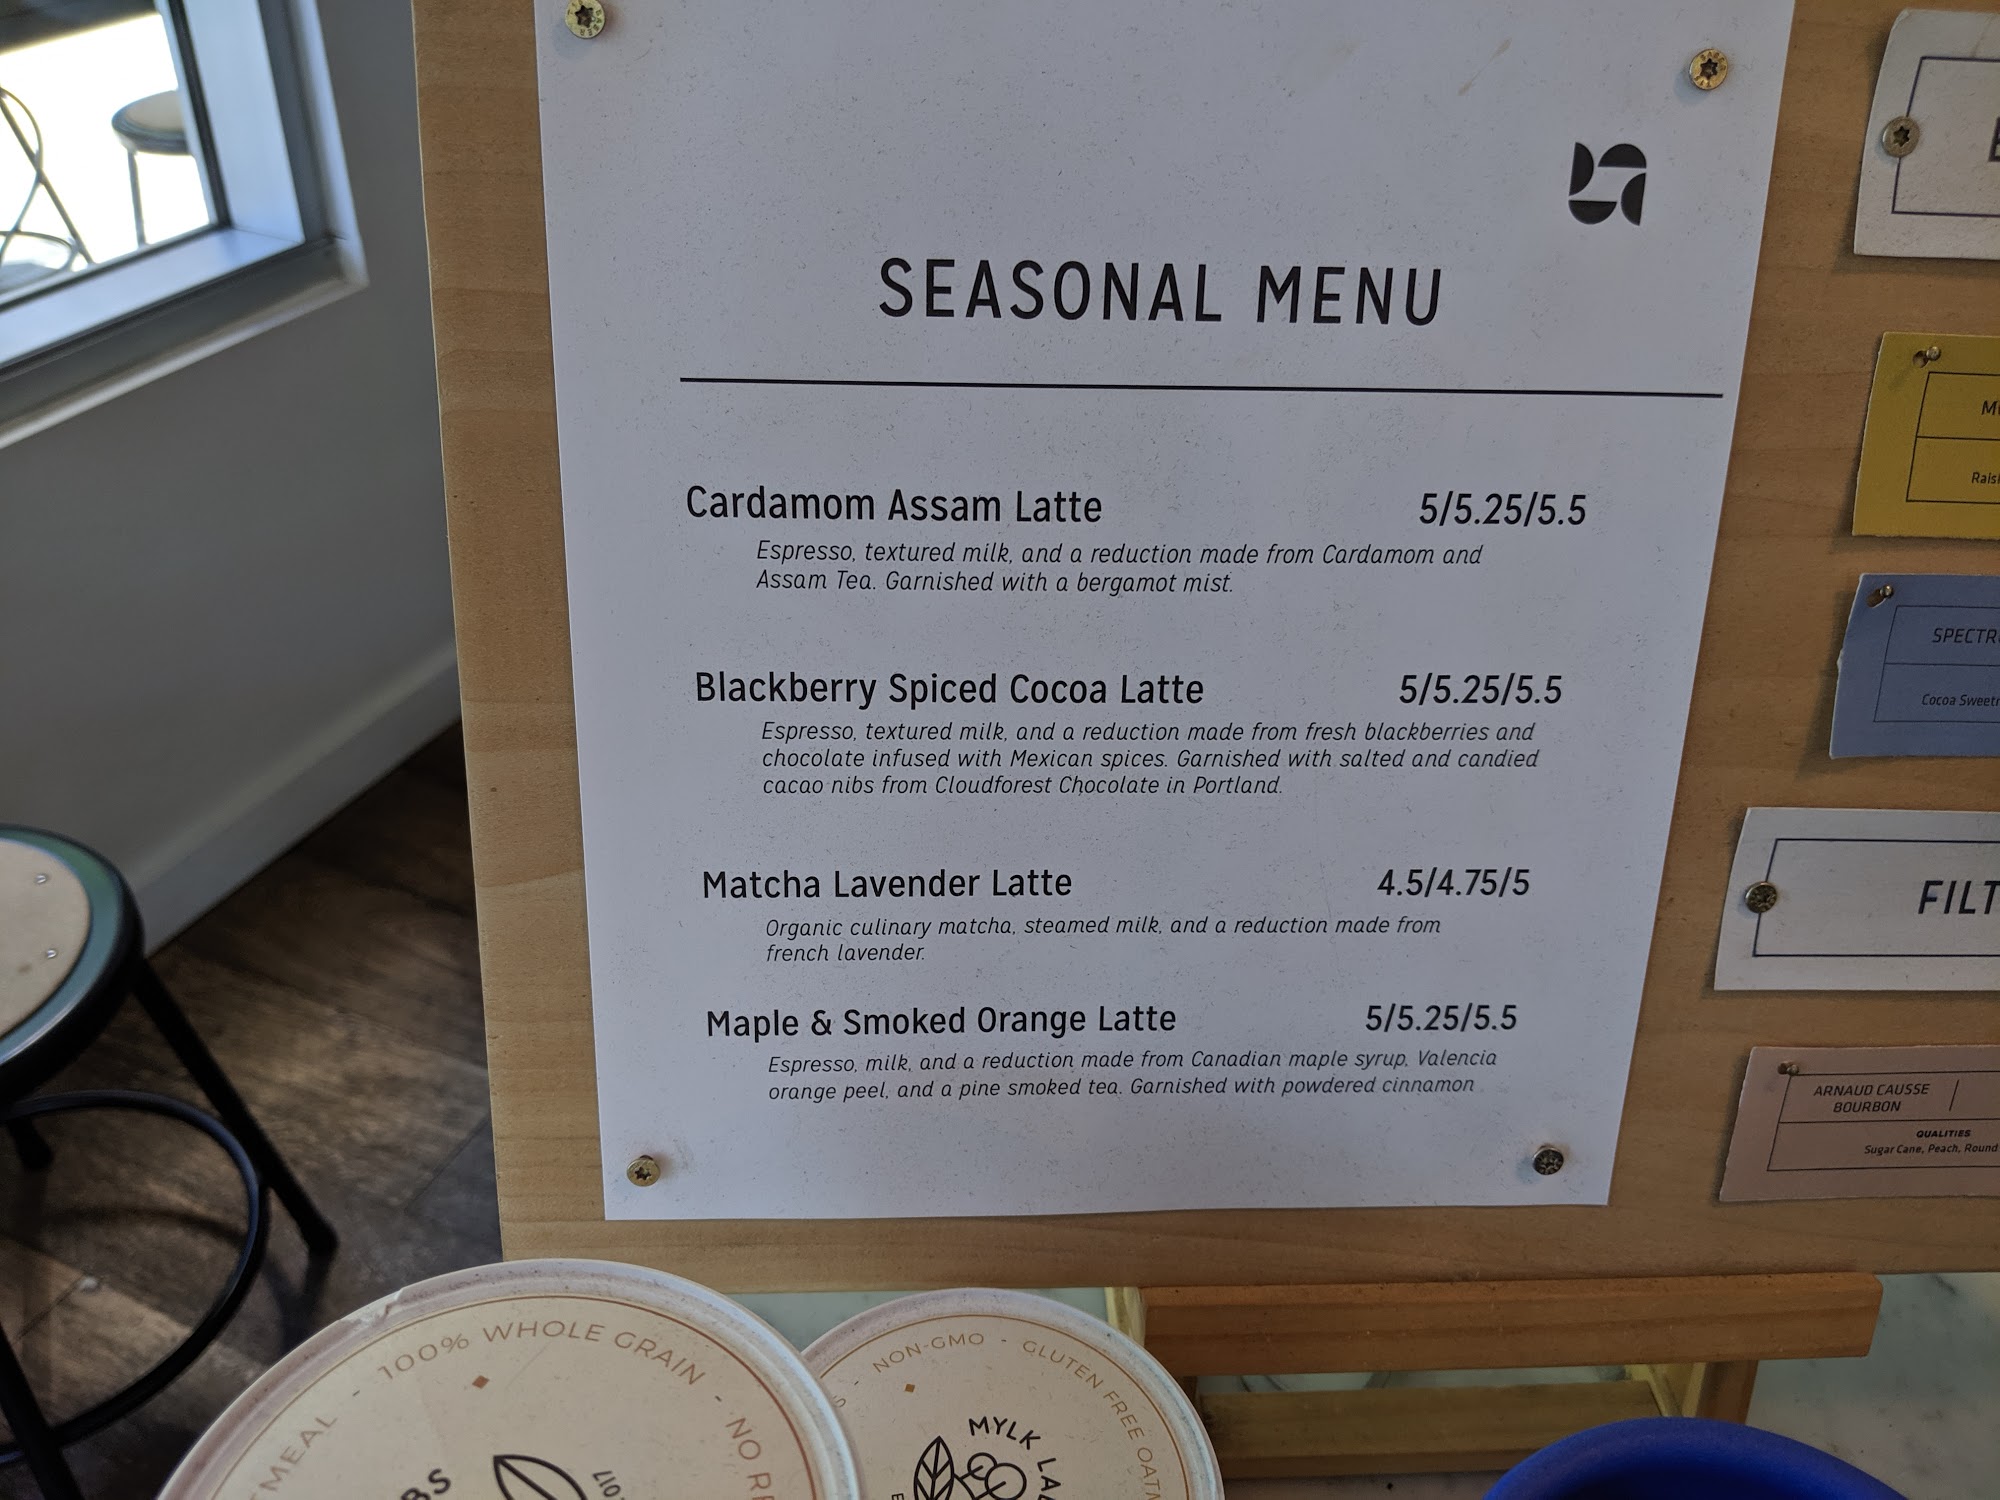 SEASONAL MENU
Cardamom Assam Latte 5/5.25/5.5
Espresso, textured milk, and a reduction made from Cardamom and
Assam Tea. Garnished with a bergamot mist.
Blackberry Spiced Cocoa Latte 5/5.25/5.5
Espresso, textured milk, and a reduction made from fresh blackberries and
chocolate infused with Mexican spices. Garnished with salted and candied
cacao nibs from Cloudforest Chocolate in Portland.
Matcha Lavender Latte 4.5/4.75/5
Organic culinary matcha, steamed milk, and a reduction made from
french lavender.
Maple & Smoked Orange Latte 5/5.25/5.5
Espresso, milk, and a reduction made from Canadian maple syrup, Valencia
orange peel, and a pine smoked tea. Garnished with powdered cinnamon
ARNAUD CAUSSE
BOURBON
QUALITIES
Sugar Cane, Peach, Round
- 100% WHOLE GRAIN - NO
- NON-GMO - GLUTEN FREE
MYLK